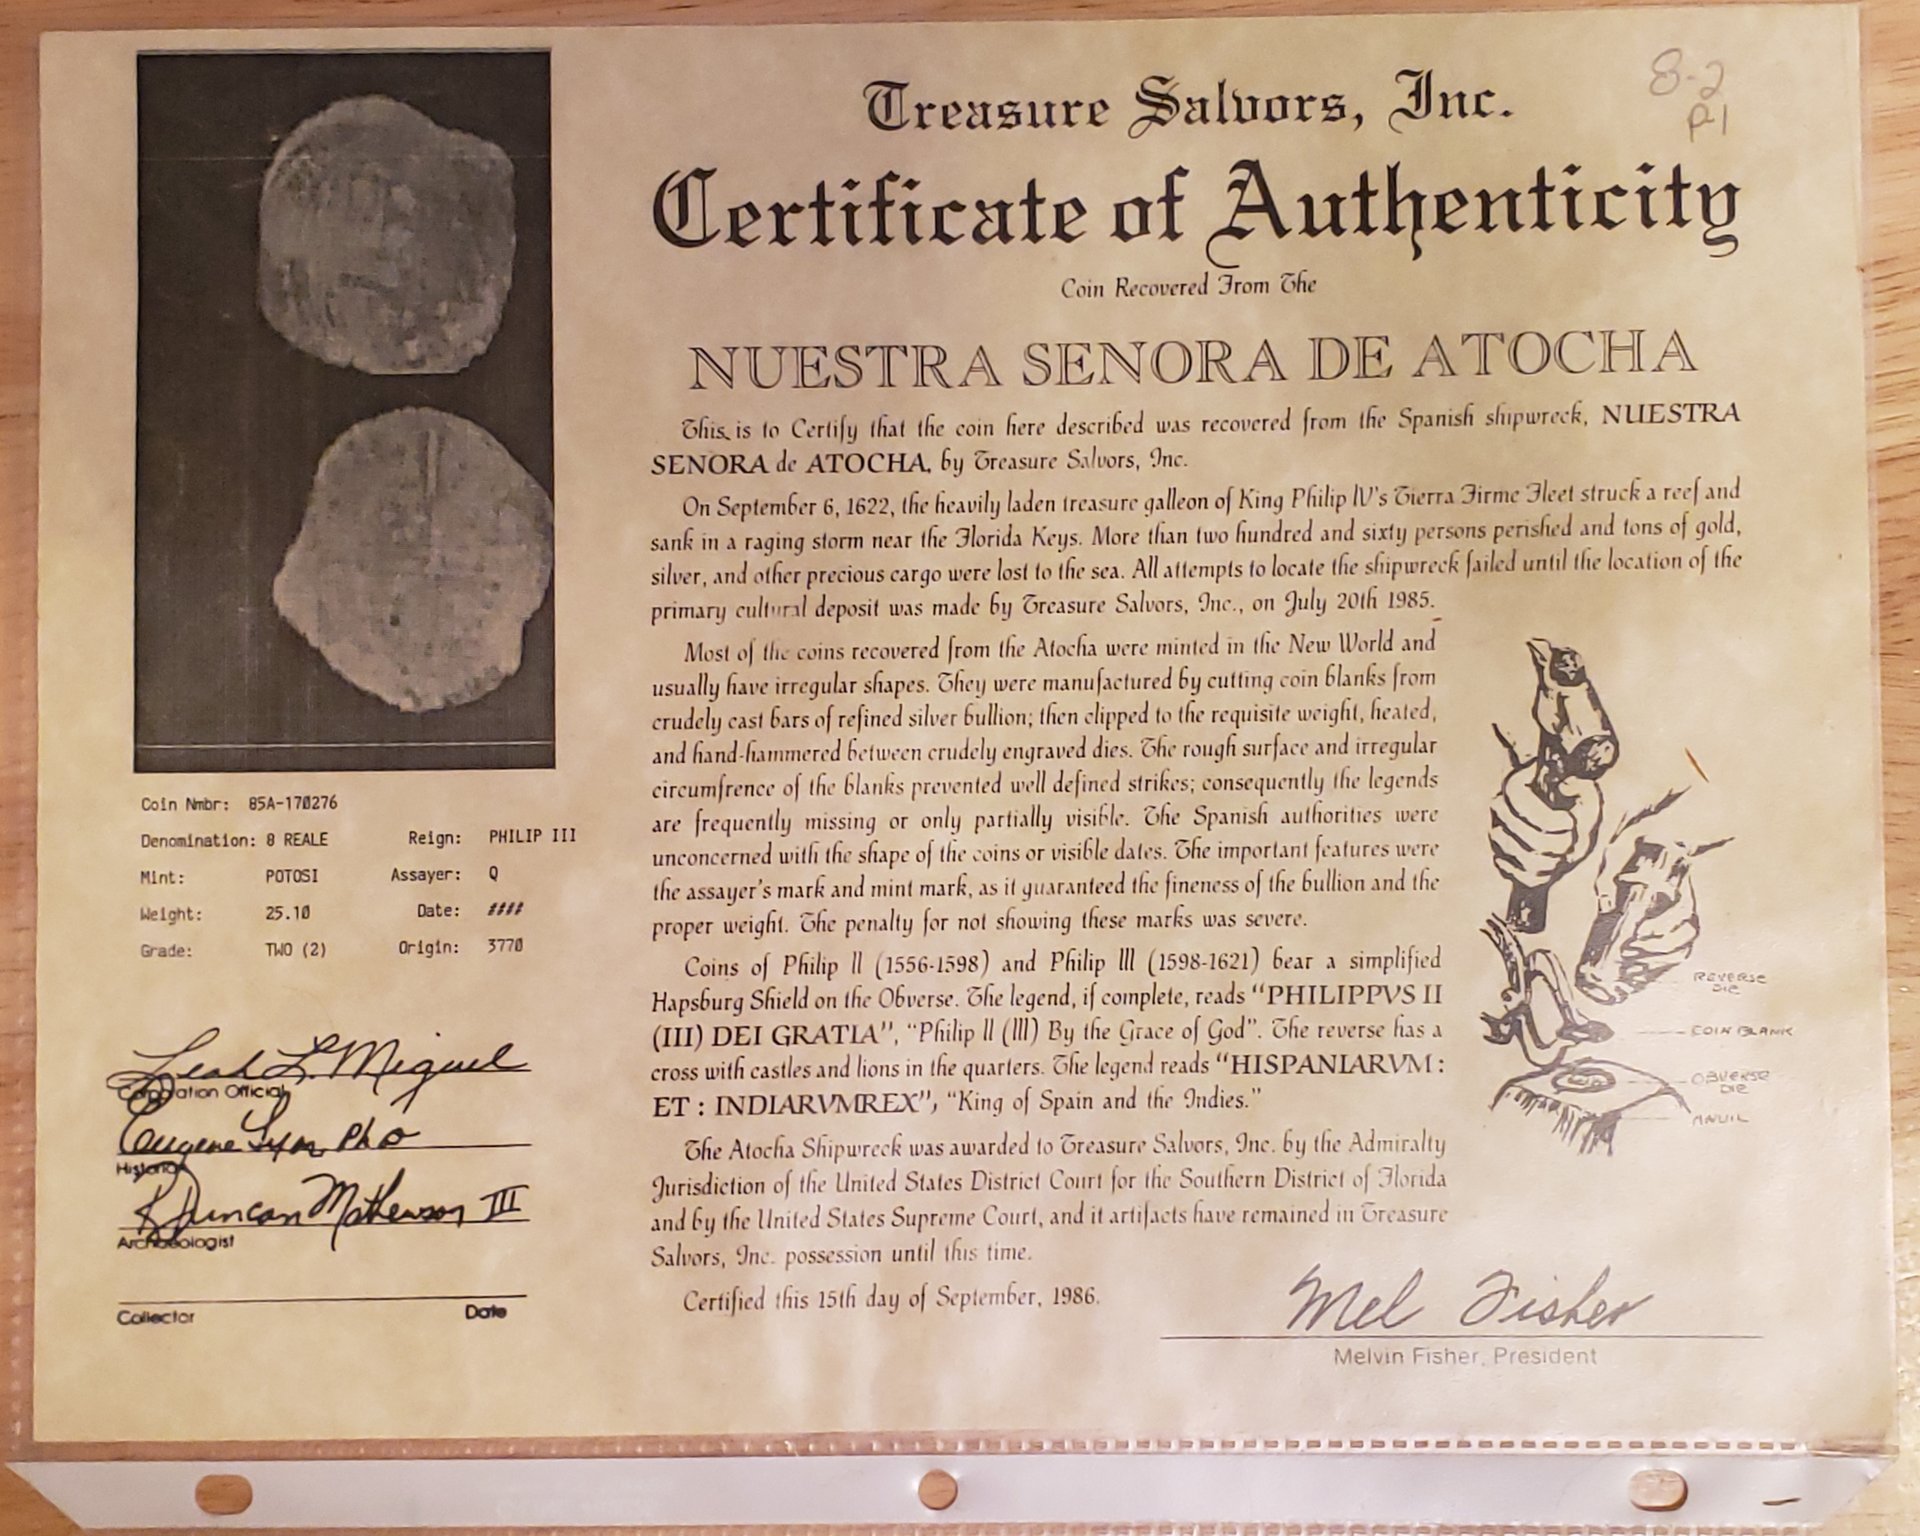 8-2
P1
Treasure Salvors, Inc.
Certificate of Authenticity
Coin Recovered From The
NUESTRA SENORA DE ATOCHA
This is to Certify that the coin here described was recovered from the Spanish shipwreck, NUESTRA
SENORA de ATOCHA, by Treasure Salvors, Inc.
On September 6, 1622, the heavily laden treasure galleon of King Philip IV's Tierra Firme Fleet struck a reef and
sank in a raging storm near the Florida Keys. More than two hundred and sixty persons perished and tons of gold,
silver, and other precious cargo were lost to the sea. All attempts to locate the shipwreck failed until the location of the
primary cultural deposit was made by Treasure Salvors, Inc., on July 20th 1985.
Most of the coins recovered from the Atocha were minted in the New World and
usually have irregular shapes. They were manufactured by cutting coin blanks from
crudely cast bars of refined silver bullion; then clipped to the requisite weight, heated,
and hand-hammered between crudely engraved dies. The rough surface and irregular
circumfrence of the blanks prevented well defined strikes; consequently the legends
are frequently missing or only partially visible. The Spanish authorities were
unconcerned with the shape of the coins or visible dates. The important features were
the assayer's mark and mint mark, as it guaranteed the fineness of the bullion and the
proper weight. The penalty for not showing these marks was severe.
Coins of Philip II (1556-1598) and Philip III (1598-1621) bear a simplified
Hapsburg Shield on the Obverse. The legend, if complete, reads "PHILIPPVS II
(III) DEI GRATIA", "Philip II (III) By the Grace of God". The reverse has a
cross with castles and lions in the quarters. The legend reads "HISPANIARVM :
ET : INDIARVMREX", "King of Spain and the Indies."
The Atocha Shipwreck was awarded to Treasure Salvors, Inc. by the Admiralty
Jurisdiction of the United States District Court for the Southern District of Florida
and by the United States Supreme Court, and it artifacts have remained in Treasure
Salvors, Inc. possession until this time.
Certified this 15th day of September, 1986.
REVERSE
DIE
COIN BLANK
OBVERSE
DIE
ANVIL
Mel Fisher
Melvin Fisher, President
Coin Nmbr: 85A-170276
Denomination: 8 REALE Reign: PHILIP III
Mint: POTOSI Assayer: Q
Weight: 25.10 Date: ####
Grade: TWO (2) Origin: 3770
Leah L. Miguel
Corporation Official
Eugene Lyon PhD
Historian
R Duncan Mathewson III
Archaeologist
Collector Date